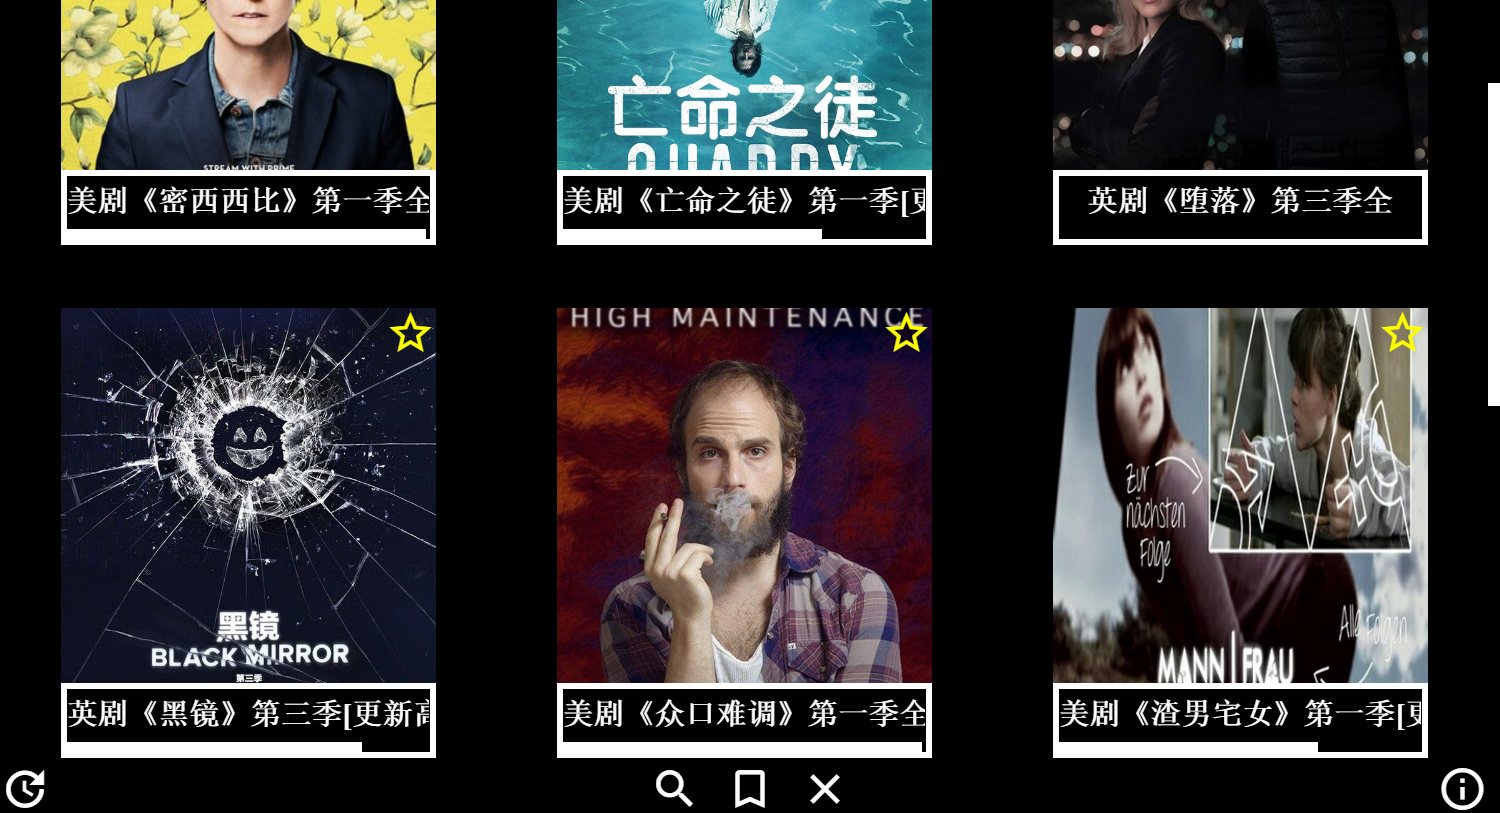 STREAM WITH PRIME
亡命之徒
QUARRY
美剧《密西西比》第一季全
美剧《亡命之徒》第一季[更
英剧《堕落》第三季全
HIGH MAINTENANCE
Zur
nächsten
Folge
Alle Folgen
黑镜
BLACK MIRROR
第三季
MANN | FRAU
英剧《黑镜》第三季[更新高
美剧《众口难调》第一季全
美剧《渣男宅女》第一季[更